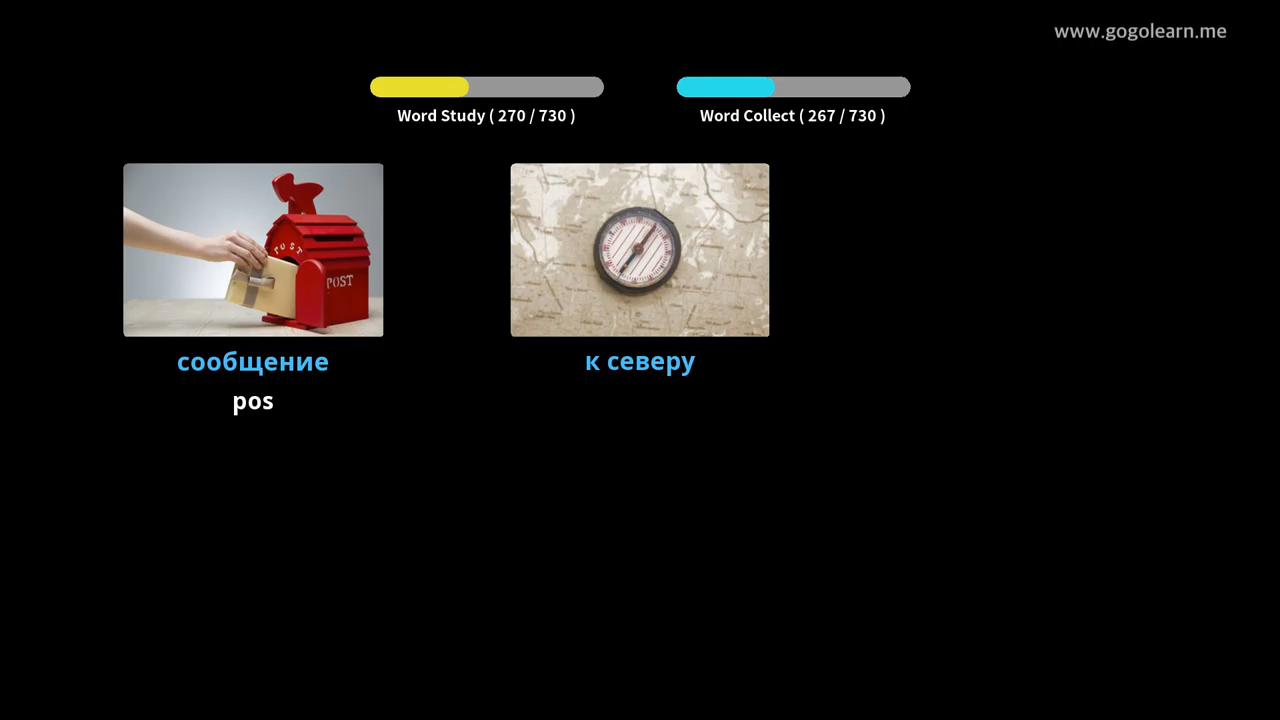 www.gogolearn.me
Word Study ( 270 / 730 )
Word Collect ( 267 / 730 )
POST
POST
сообщение
к северу
pos